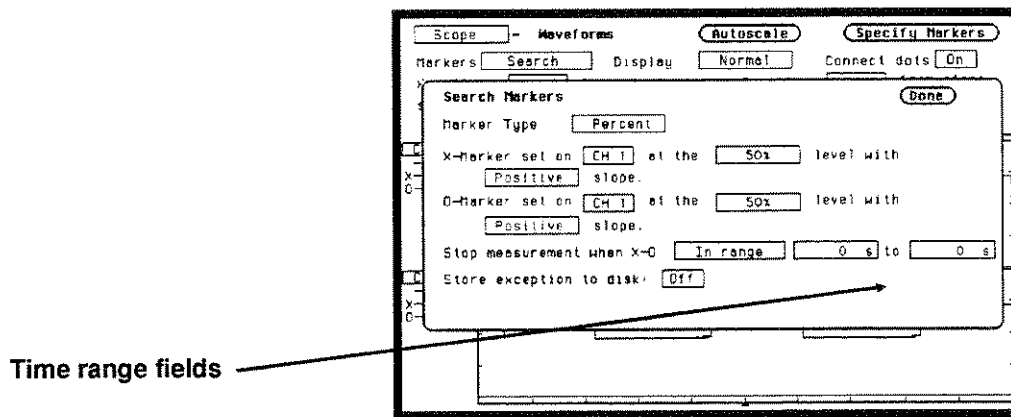 Scope - Waveforms Autoscale Specify Markers
Markers Search Display Normal Connect dots On
Search Markers Done
Marker Type Percent
X-Marker set on CH 1 at the 50% level with
Positive slope.
O-Marker set on CH 1 at the 50% level with
Positive slope.
Stop measurement when X-O In range 0 s to 0 s
Store exception to disk: Off
X
O
X
O
Time range fields